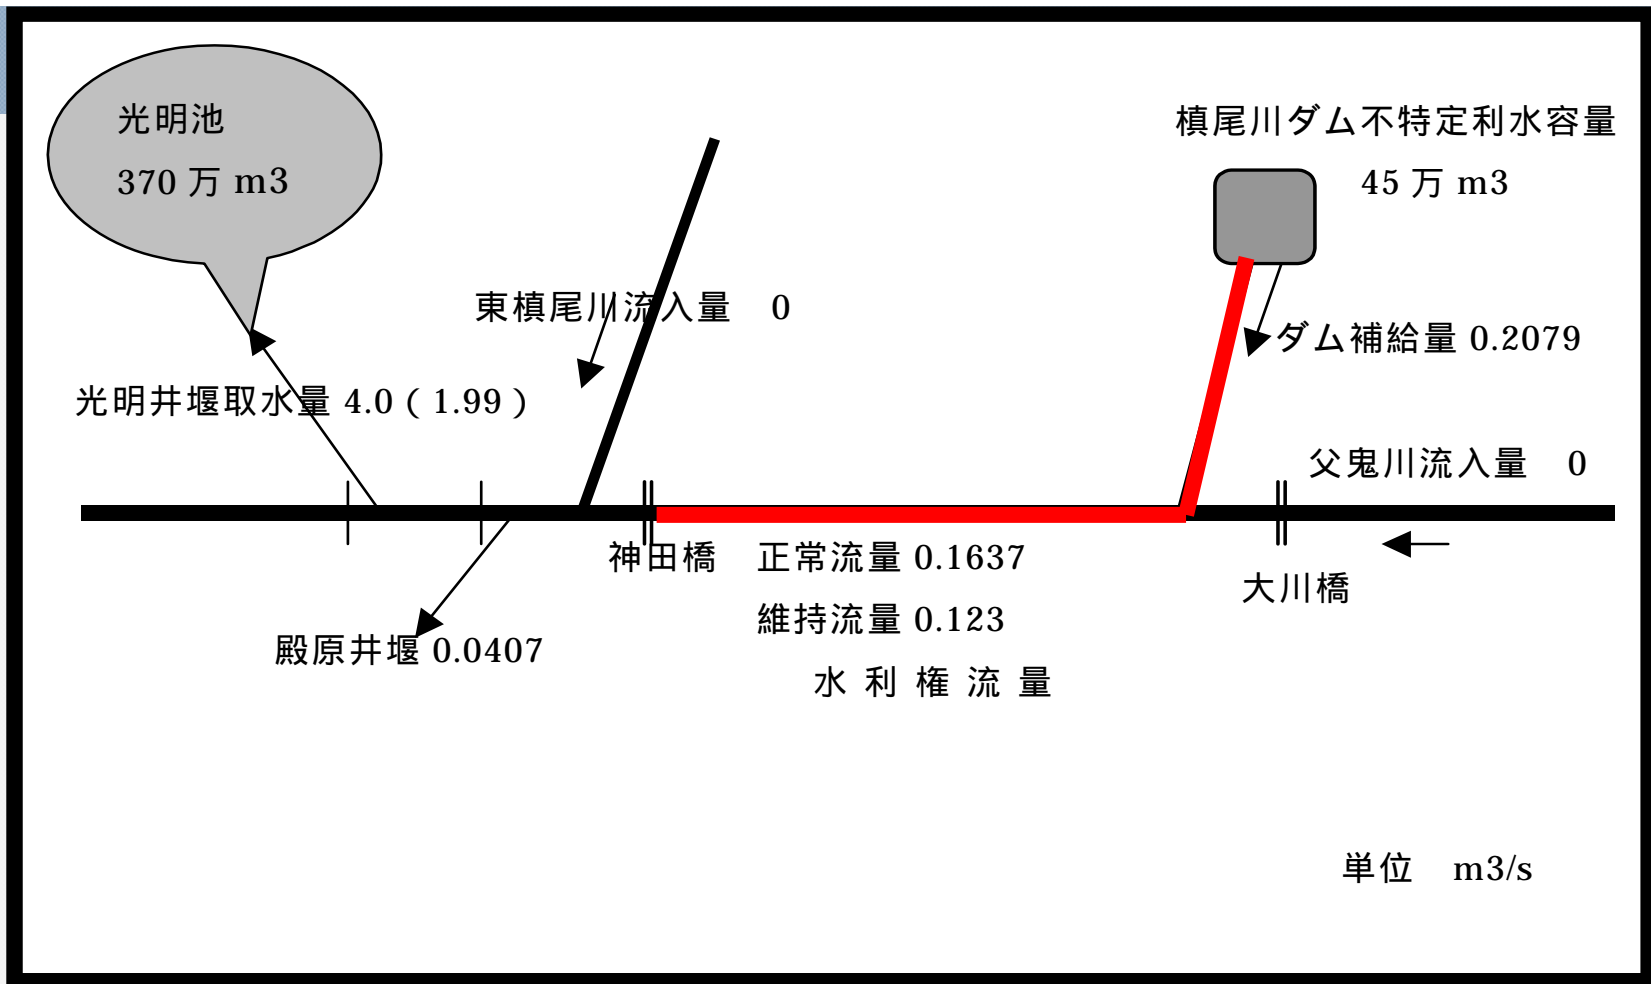 光明池
370 万 m3
槙尾川ダム不特定利水容量
45 万 m3
東槙尾川流入量　0
ダム補給量 0.2079
光明井堰取水量 4.0（1.99）
父鬼川流入量　0
神田橋　正常流量 0.1637
大川橋
維持流量 0.123
殿原井堰 0.0407
水 利 権 流 量
単位　m3/s